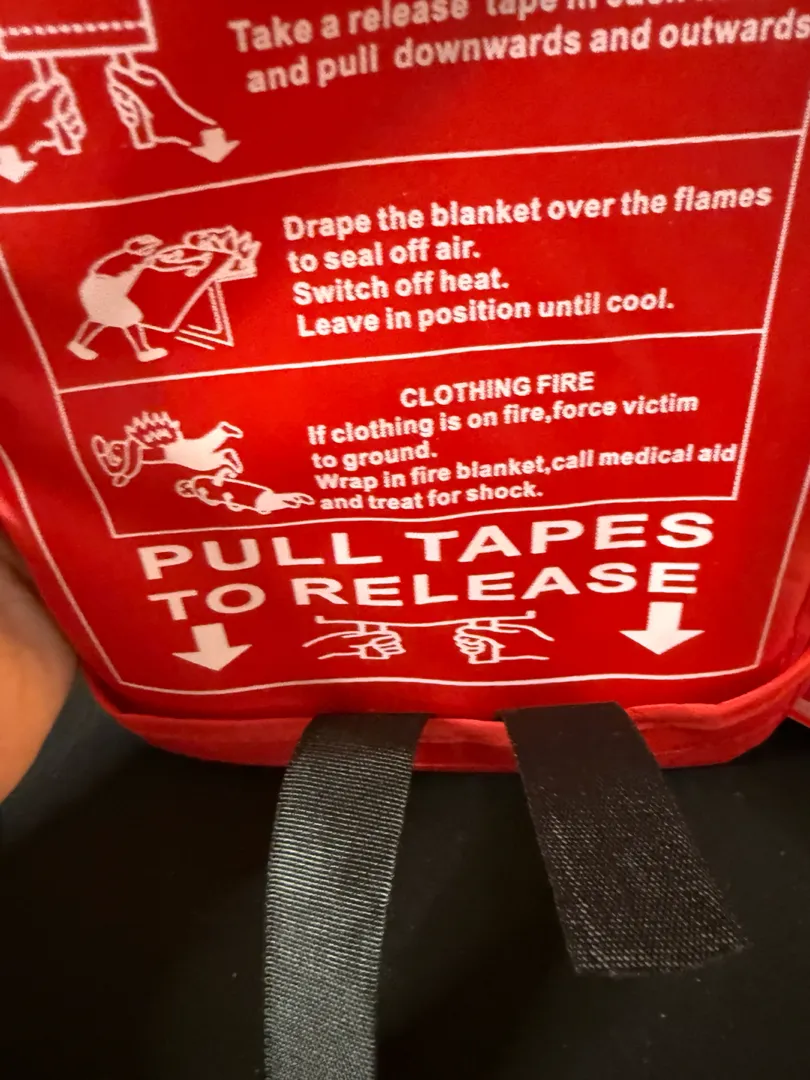 Take a release tape in
and pull downwards and outwards
Drape the blanket over the flames
to seal off air.
Switch off heat.
Leave in position until cool.
CLOTHING FIRE
If clothing is on fire,force victim
to ground.
Wrap in fire blanket,call medical aid
and treat for shock.
PULL TAPES
TO RELEASE